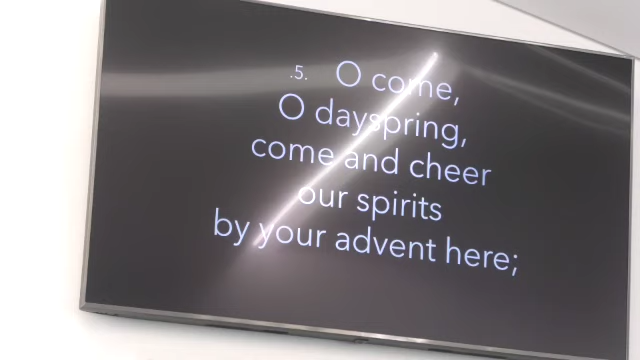 .5. O come,
O dayspring,
come and cheer
our spirits
by your advent here;